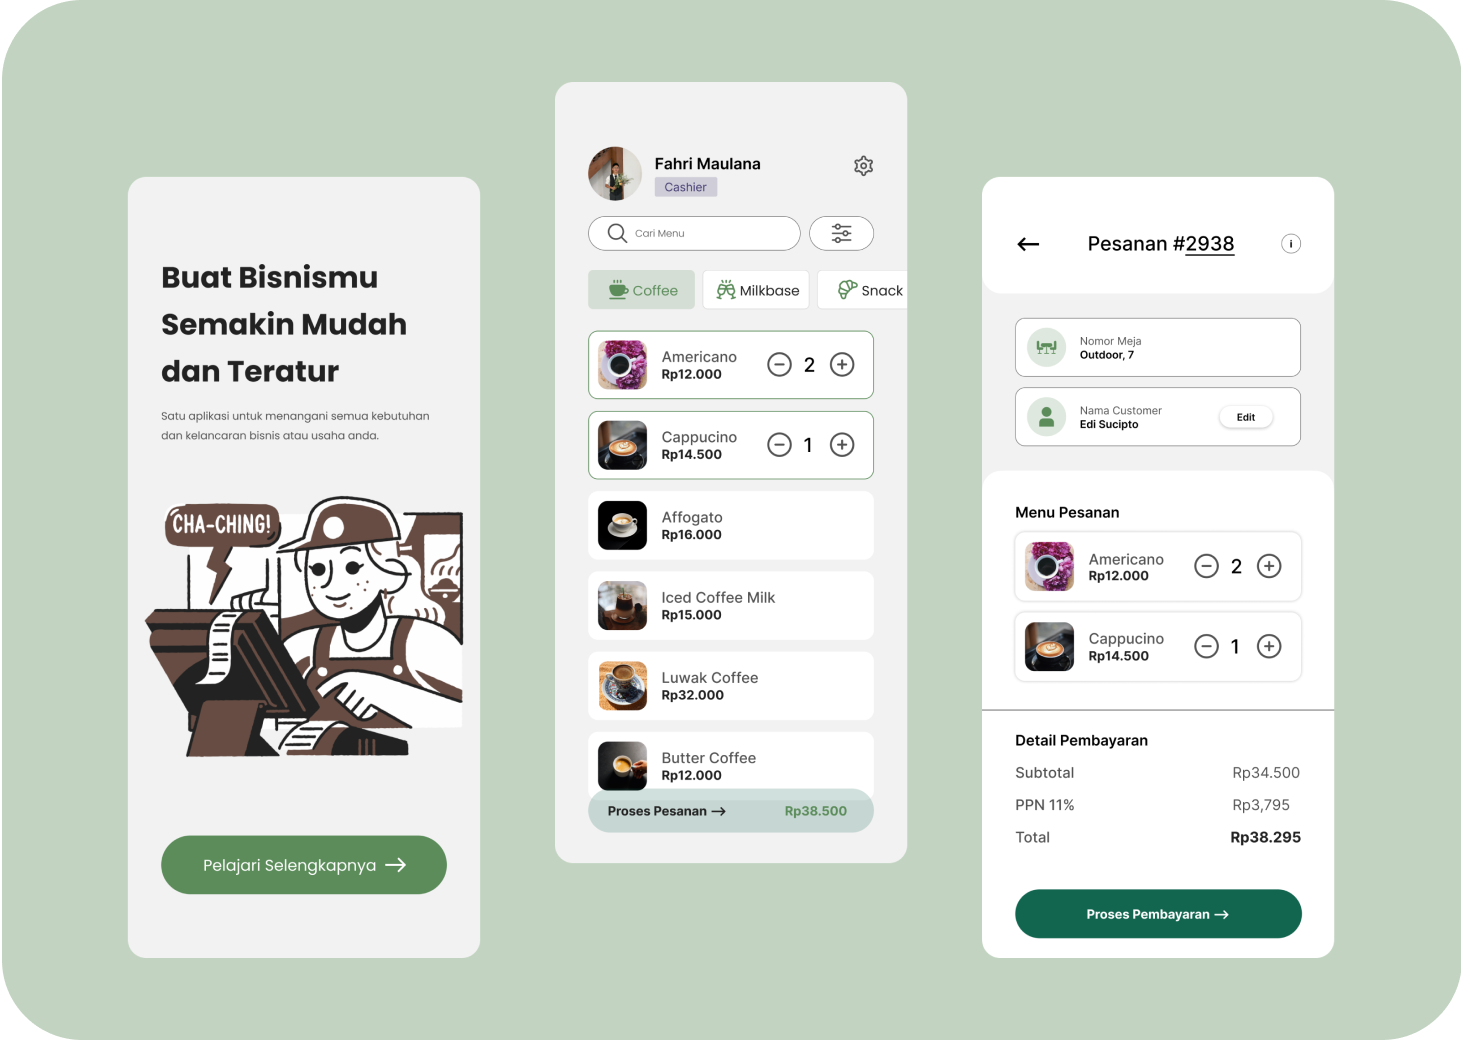 Buat Bisnismu
Semakin Mudah
dan Teratur
Satu aplikasi untuk menangani semua kebutuhan
dan kelancaran bisnis atau usaha anda.
CHA-CHING!
Pelajari Selengkapnya →
Fahri Maulana
Cashier
Cari Menu
Coffee
Milkbase
Snack
Americano
Rp12.000
2
Cappucino
Rp14.500
1
Affogato
Rp16.000
Iced Coffee Milk
Rp15.000
Luwak Coffee
Rp32.000
Butter Coffee
Rp12.000
Proses Pesanan → Rp38.500
Pesanan #2938
Nomor Meja
Outdoor, 7
Nama Customer
Edi Sucipto
Edit
Menu Pesanan
Americano
Rp12.000
2
Cappucino
Rp14.500
1
Detail Pembayaran
Subtotal Rp34.500
PPN 11% Rp3,795
Total Rp38.295
Proses Pembayaran →